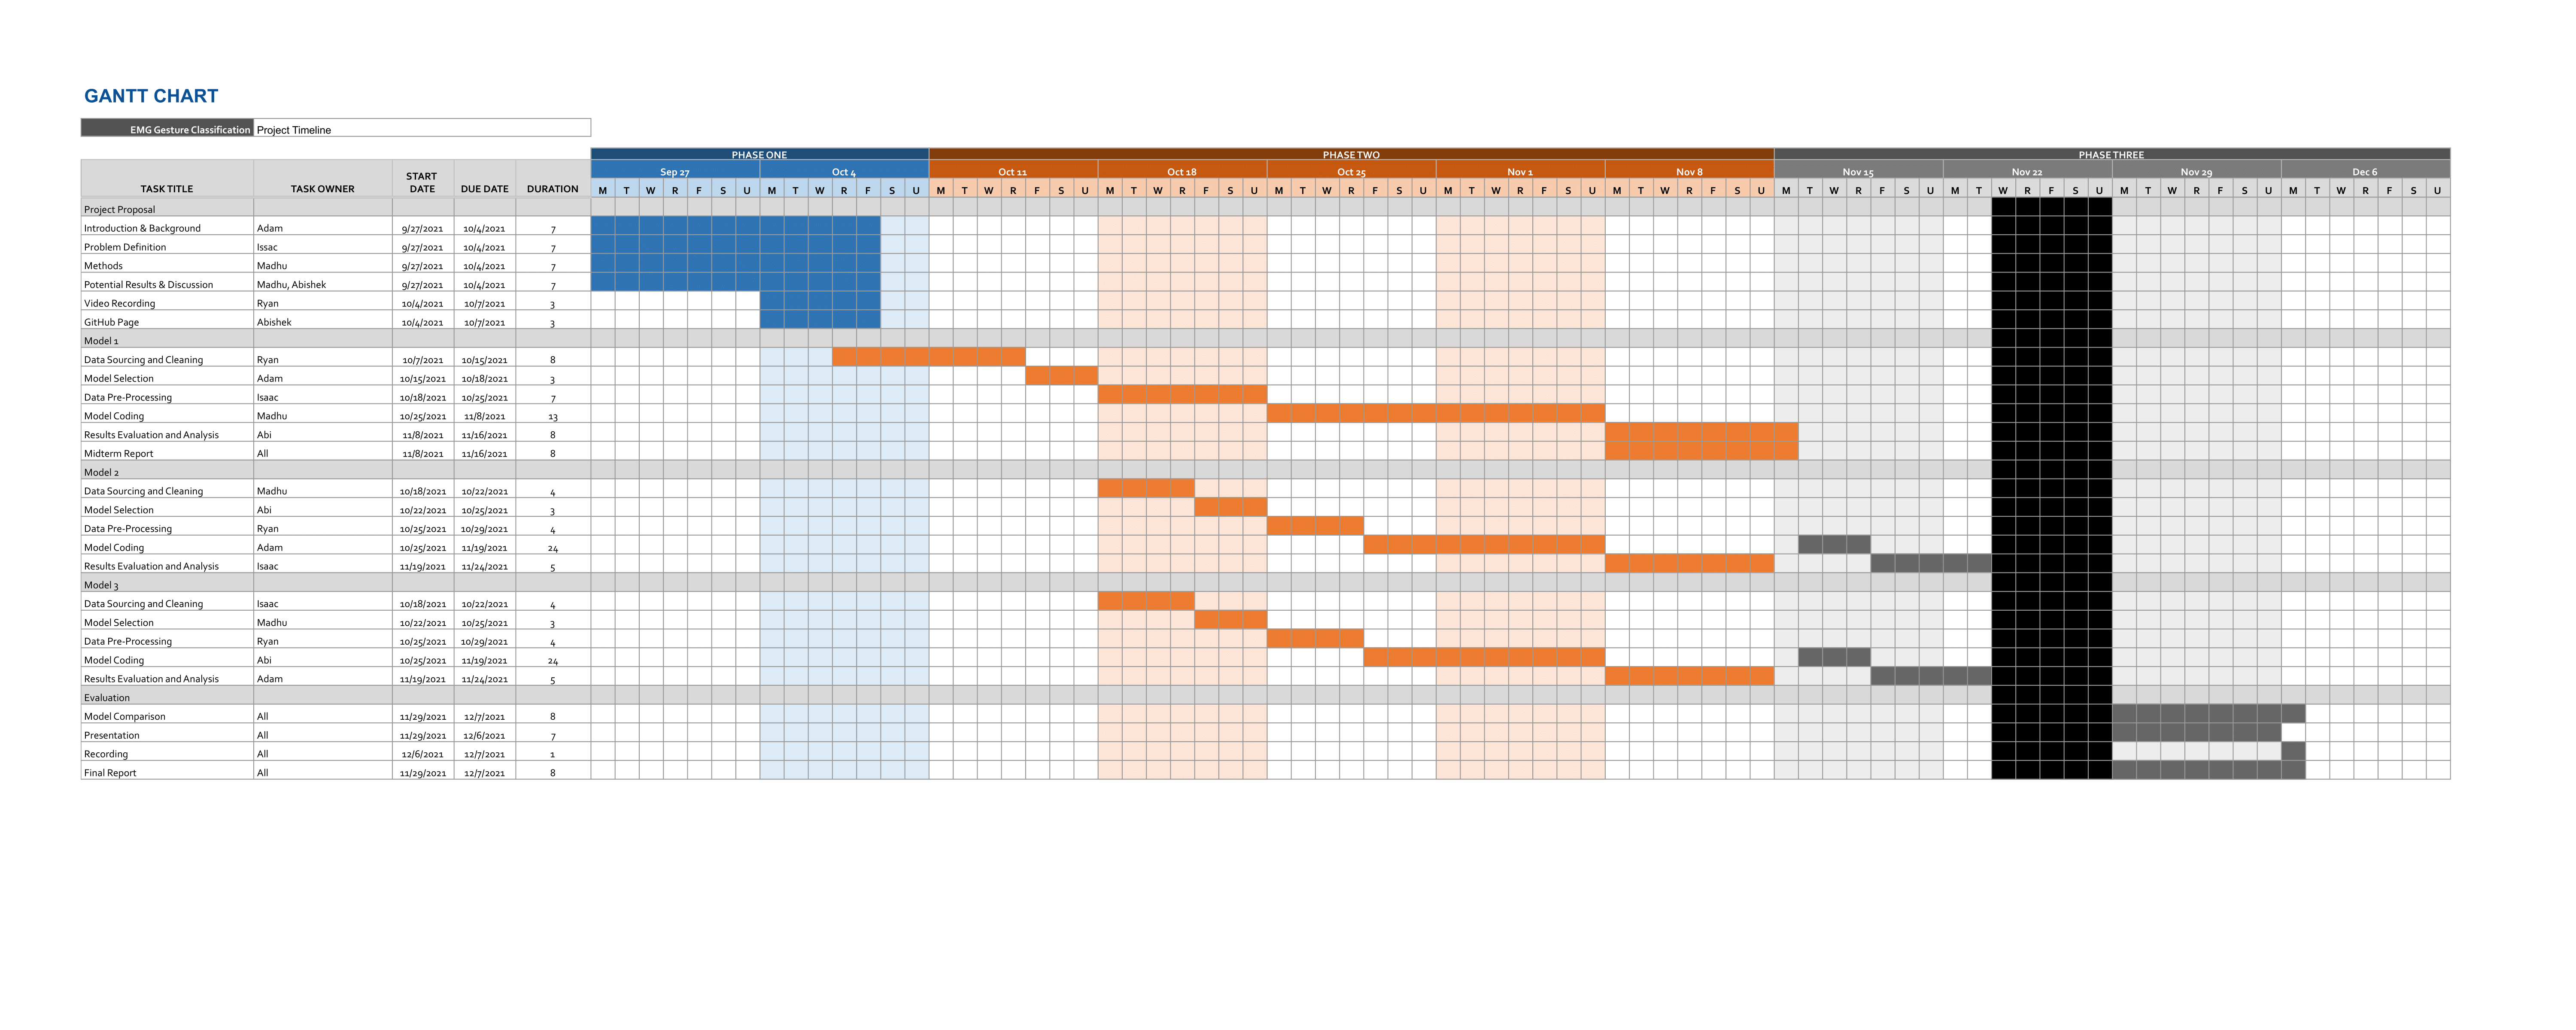 GANTT CHART
EMG Gesture Classification Project Timeline
PHASE ONE PHASE TWO PHASE THREE
TASK TITLE TASK OWNER START DATE DUE DATE DURATION Sep 27 Oct 4 Oct 11 Oct 18 Oct 25 Nov 1 Nov 8 Nov 15 Nov 22 Nov 29 Dec 6
M T W R F S U M T W R F S U M T W R F S U M T W R F S U M T W R F S U M T W R F S U M T W R F S U M T W R F S U M T W R F S U M T W R F S U M T W R F S U
Project Proposal
Introduction & Background Adam 9/27/2021 10/4/2021 7
Problem Definition Issac 9/27/2021 10/4/2021 7
Methods Madhu 9/27/2021 10/4/2021 7
Potential Results & Discussion Madhu, Abishek 9/27/2021 10/4/2021 7
Video Recording Ryan 10/4/2021 10/7/2021 3
GitHub Page Abishek 10/4/2021 10/7/2021 3
Model 1
Data Sourcing and Cleaning Ryan 10/7/2021 10/15/2021 8
Model Selection Adam 10/15/2021 10/18/2021 3
Data Pre-Processing Isaac 10/18/2021 10/25/2021 7
Model Coding Madhu 10/25/2021 11/8/2021 13
Results Evaluation and Analysis Abi 11/8/2021 11/16/2021 8
Midterm Report All 11/8/2021 11/16/2021 8
Model 2
Data Sourcing and Cleaning Madhu 10/18/2021 10/22/2021 4
Model Selection Abi 10/22/2021 10/25/2021 3
Data Pre-Processing Ryan 10/25/2021 10/29/2021 4
Model Coding Adam 10/25/2021 11/19/2021 24
Results Evaluation and Analysis Isaac 11/19/2021 11/24/2021 5
Model 3
Data Sourcing and Cleaning Isaac 10/18/2021 10/22/2021 4
Model Selection Madhu 10/22/2021 10/25/2021 3
Data Pre-Processing Ryan 10/25/2021 10/29/2021 4
Model Coding Abi 10/25/2021 11/19/2021 24
Results Evaluation and Analysis Adam 11/19/2021 11/24/2021 5
Evaluation
Model Comparison All 11/29/2021 12/7/2021 8
Presentation All 11/29/2021 12/6/2021 7
Recording All 12/6/2021 12/7/2021 1
Final Report All 11/29/2021 12/7/2021 8